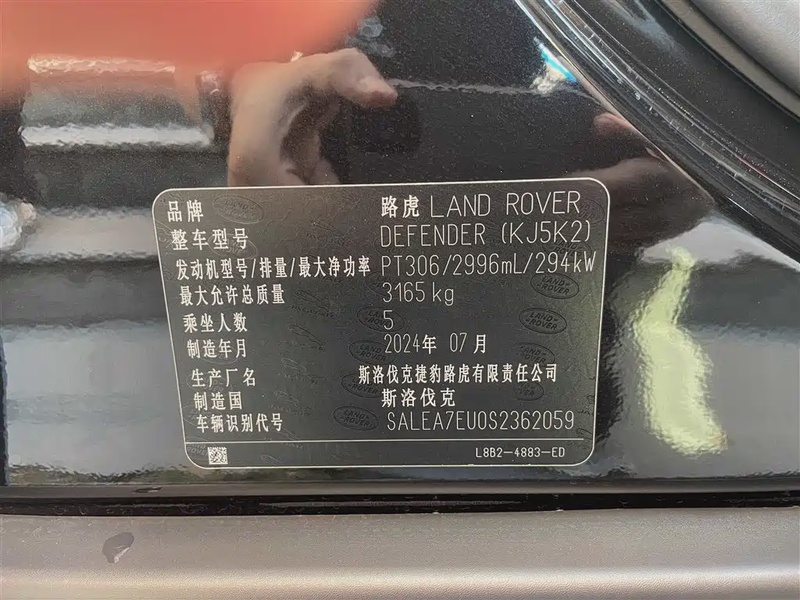 品牌 路虎 LAND ROVER
整车型号 DEFENDER (KJ5K2)
发动机型号/排量/最大净功率 PT306/2996mL/294kW
最大允许总质量 3165 kg
乘坐人数 5
制造年月 2024年 07月
生产厂名 斯洛伐克捷豹路虎有限责任公司
制造国 斯洛伐克
车辆识别代号 SALEA7EU0S2362059
L8B2-4883-ED
LAND-ROVER